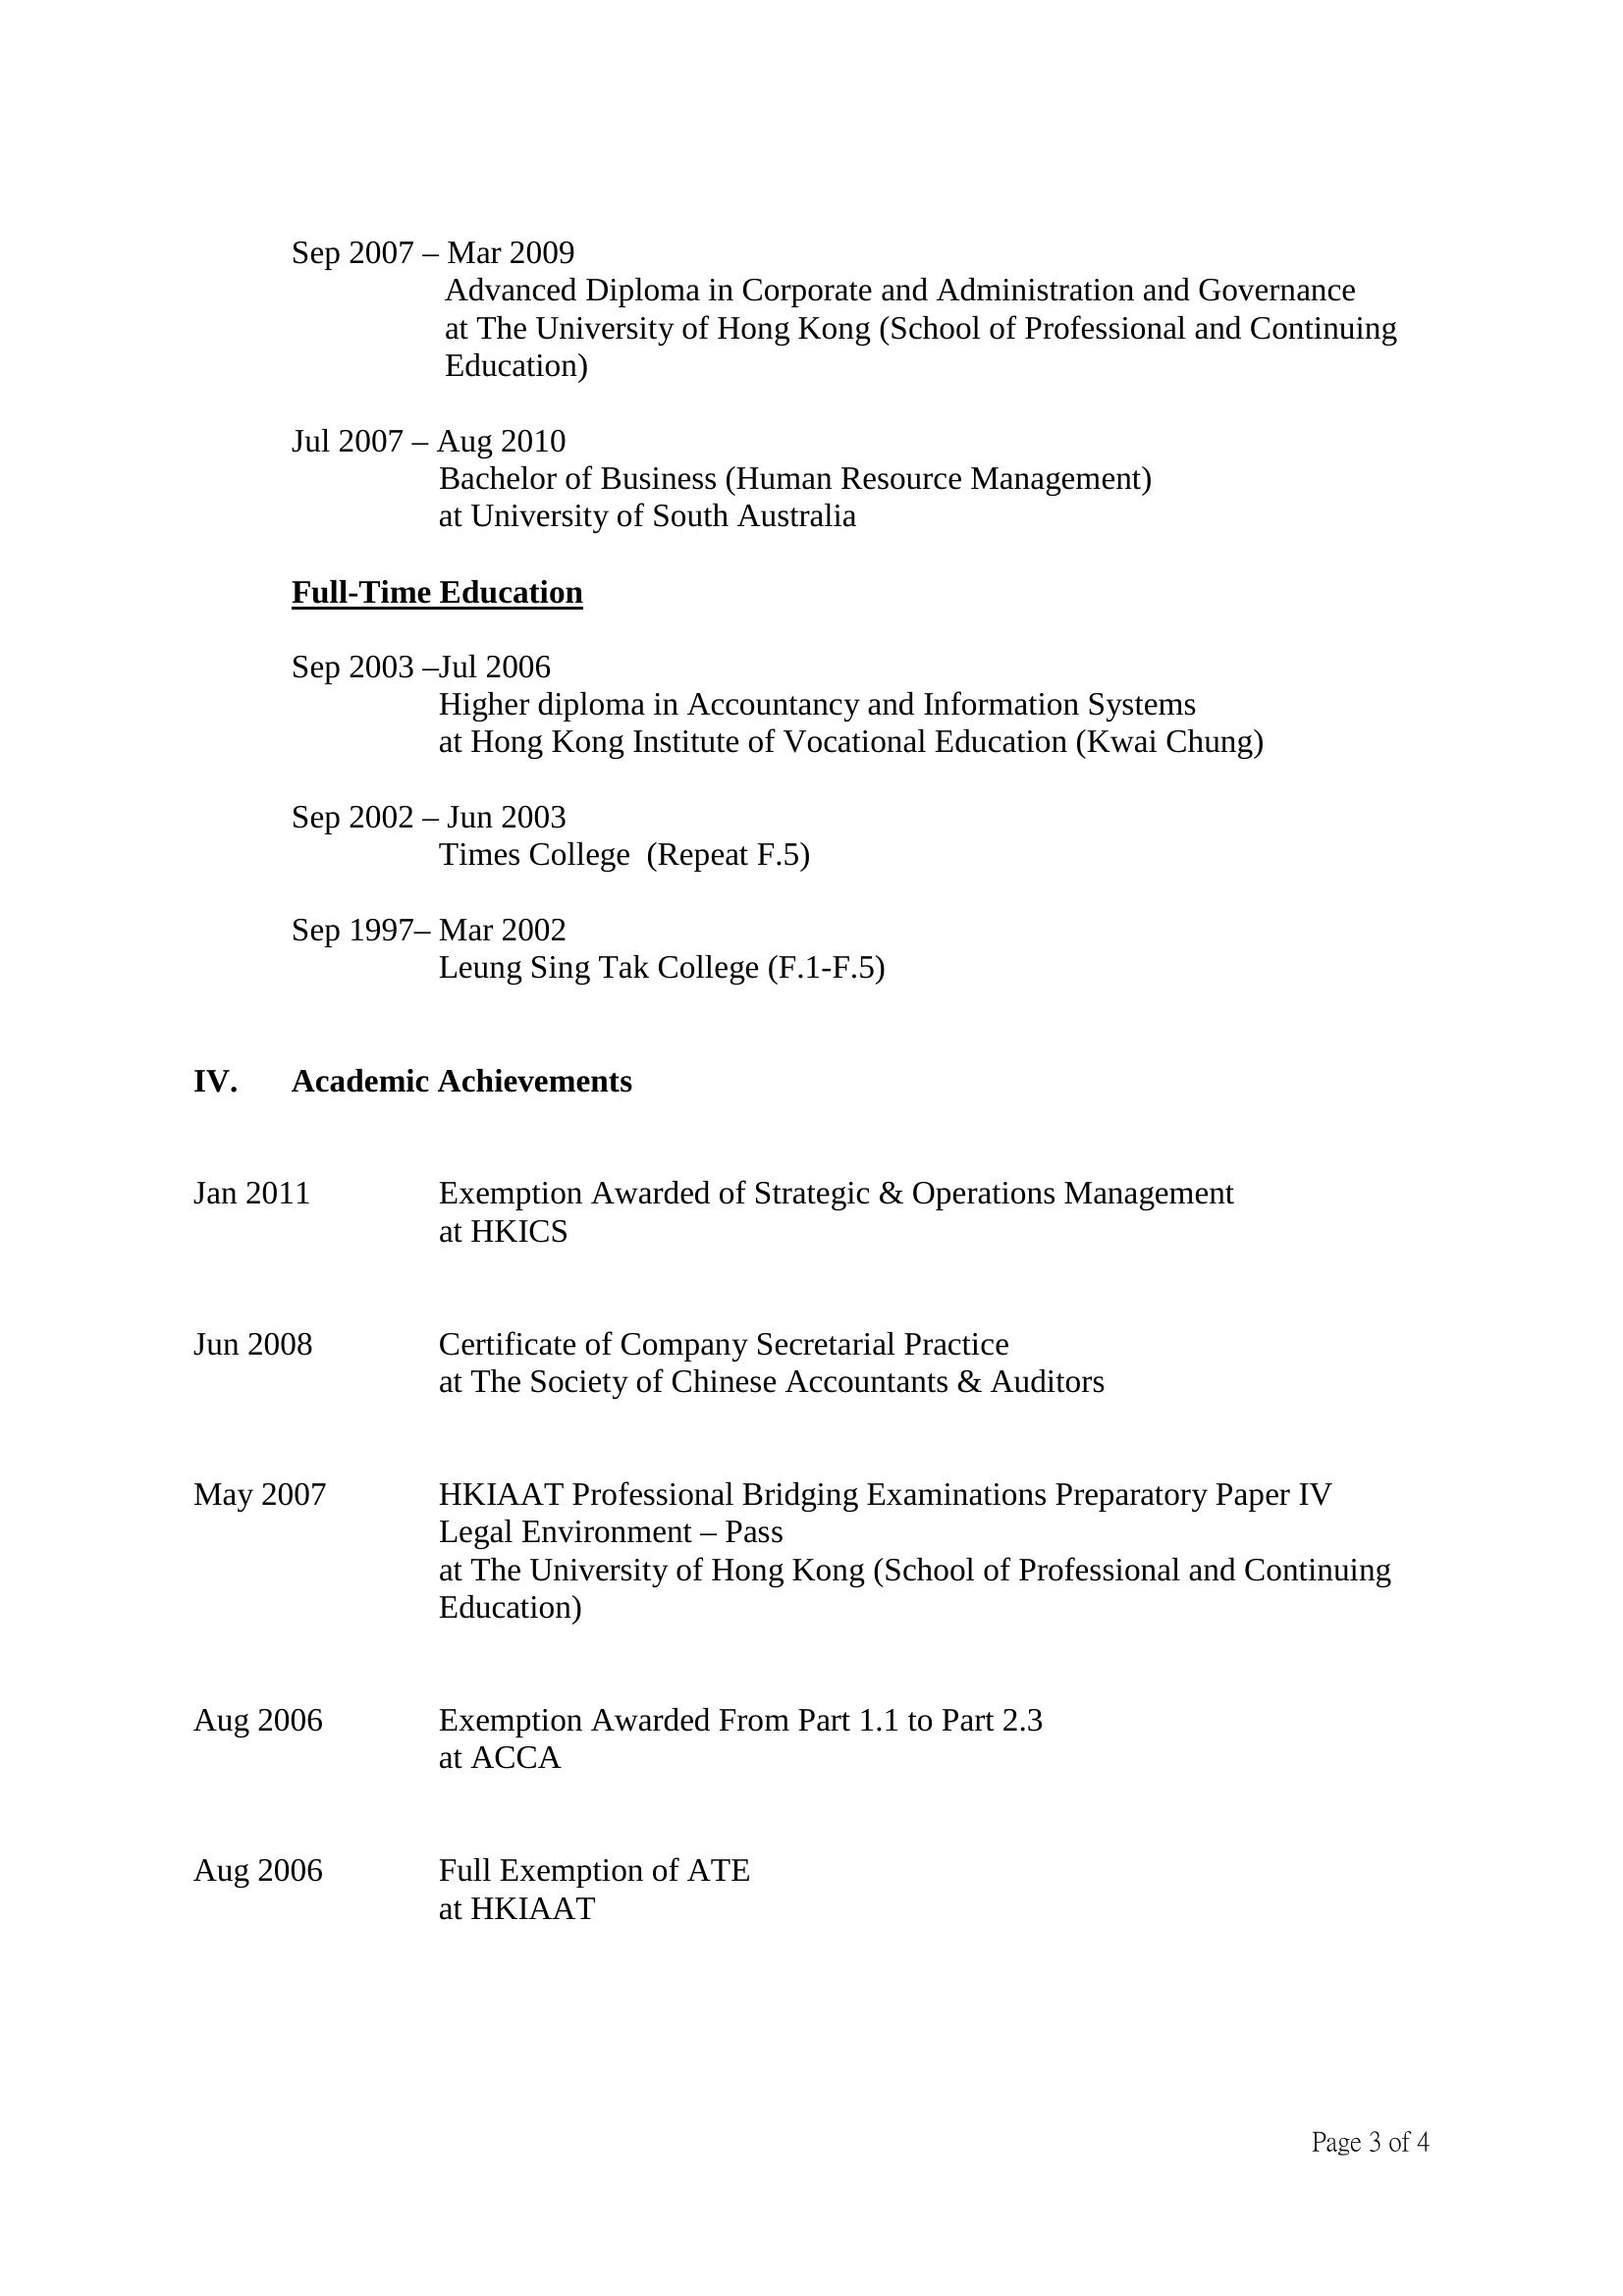 Sep 2007 – Mar 2009
Advanced Diploma in Corporate and Administration and Governance
at The University of Hong Kong (School of Professional and Continuing
Education)
Jul 2007 – Aug 2010
Bachelor of Business (Human Resource Management)
at University of South Australia
Full-Time Education
Sep 2003 –Jul 2006
Higher diploma in Accountancy and Information Systems
at Hong Kong Institute of Vocational Education (Kwai Chung)
Sep 2002 – Jun 2003
Times College  (Repeat F.5)
Sep 1997– Mar 2002
Leung Sing Tak College (F.1-F.5)
IV. Academic Achievements
Jan 2011 Exemption Awarded of Strategic & Operations Management
at HKICS
Jun 2008 Certificate of Company Secretarial Practice
at The Society of Chinese Accountants & Auditors
May 2007 HKIAAT Professional Bridging Examinations Preparatory Paper IV
Legal Environment – Pass
at The University of Hong Kong (School of Professional and Continuing
Education)
Aug 2006 Exemption Awarded From Part 1.1 to Part 2.3
at ACCA
Aug 2006 Full Exemption of ATE
at HKIAAT
Page 3 of 4